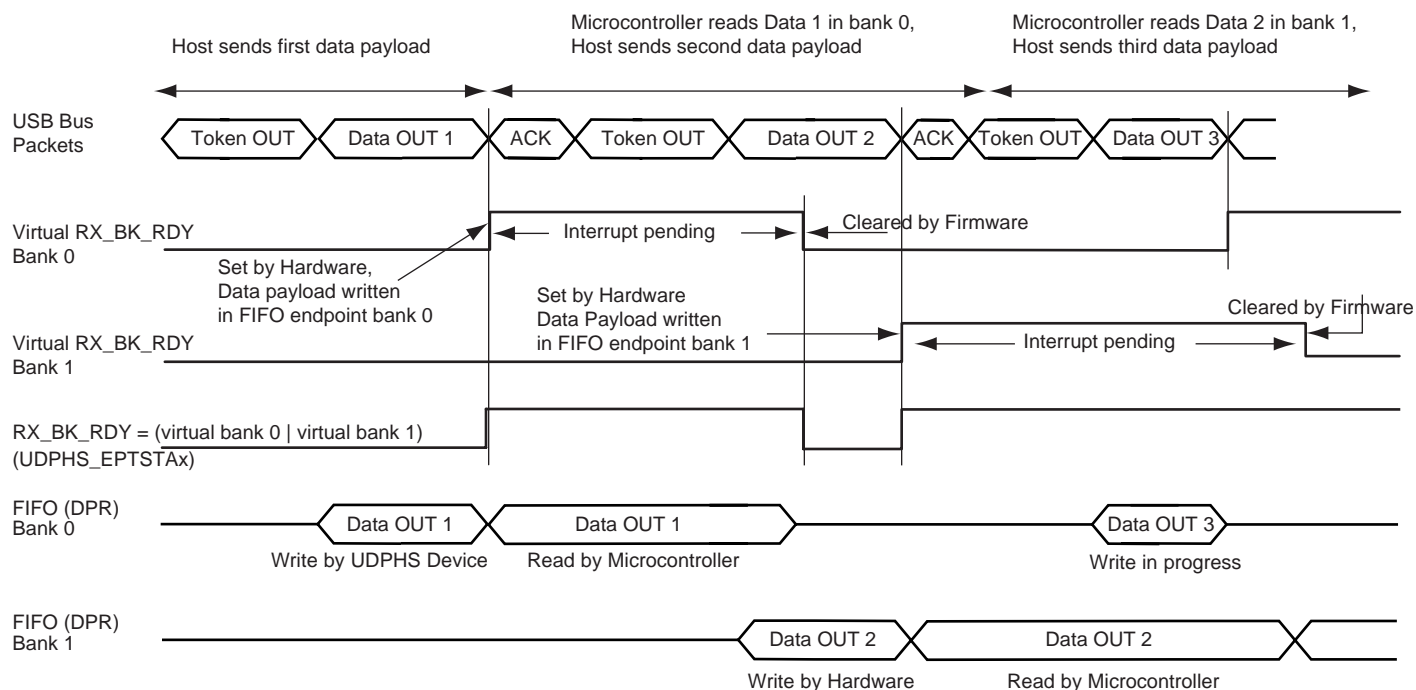 Host sends first data payload
Microcontroller reads Data 1 in bank 0,
Host sends second data payload
Microcontroller reads Data 2 in bank 1,
Host sends third data payload
USB Bus
Packets
Token OUT
Data OUT 1
ACK
Token OUT
Data OUT 2
ACK
Token OUT
Data OUT 3
Virtual RX_BK_RDY
Bank 0
Interrupt pending
Cleared by Firmware
Set by Hardware,
Data payload written
in FIFO endpoint bank 0
Set by Hardware
Data Payload written
in FIFO endpoint bank 1
Cleared by Firmware
Virtual RX_BK_RDY
Bank 1
Interrupt pending
RX_BK_RDY = (virtual bank 0 | virtual bank 1)
(UDPHS_EPTSTAx)
FIFO (DPR)
Bank 0
Data OUT 1
Data OUT 1
Data OUT 3
Write by UDPHS Device
Read by Microcontroller
Write in progress
FIFO (DPR)
Bank 1
Data OUT 2
Data OUT 2
Write by Hardware
Read by Microcontroller